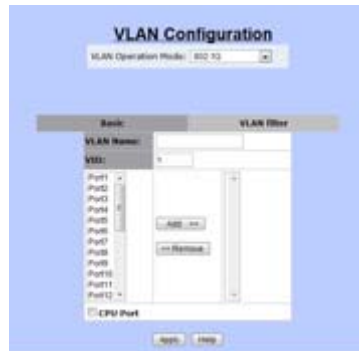 VLAN Configuration
VLAN Operation Mode: 802.1Q
Basic VLAN Filter
VLAN Name:
VID:
Port1
Port2
Port3
Port4
Port5
Port6
Port7
Port8
Port9
Port10
Port11
Port12
Add >>
<< Remove
CPU Port
Apply Help